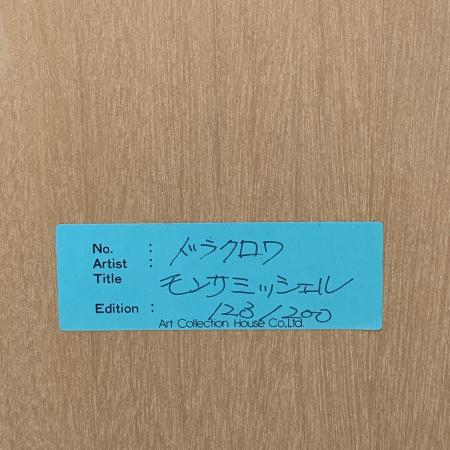 No. :
Artist : ドラクロワ
Title モンサミッシェル
Edition : 123/200
Art Collection House Co,Ltd.